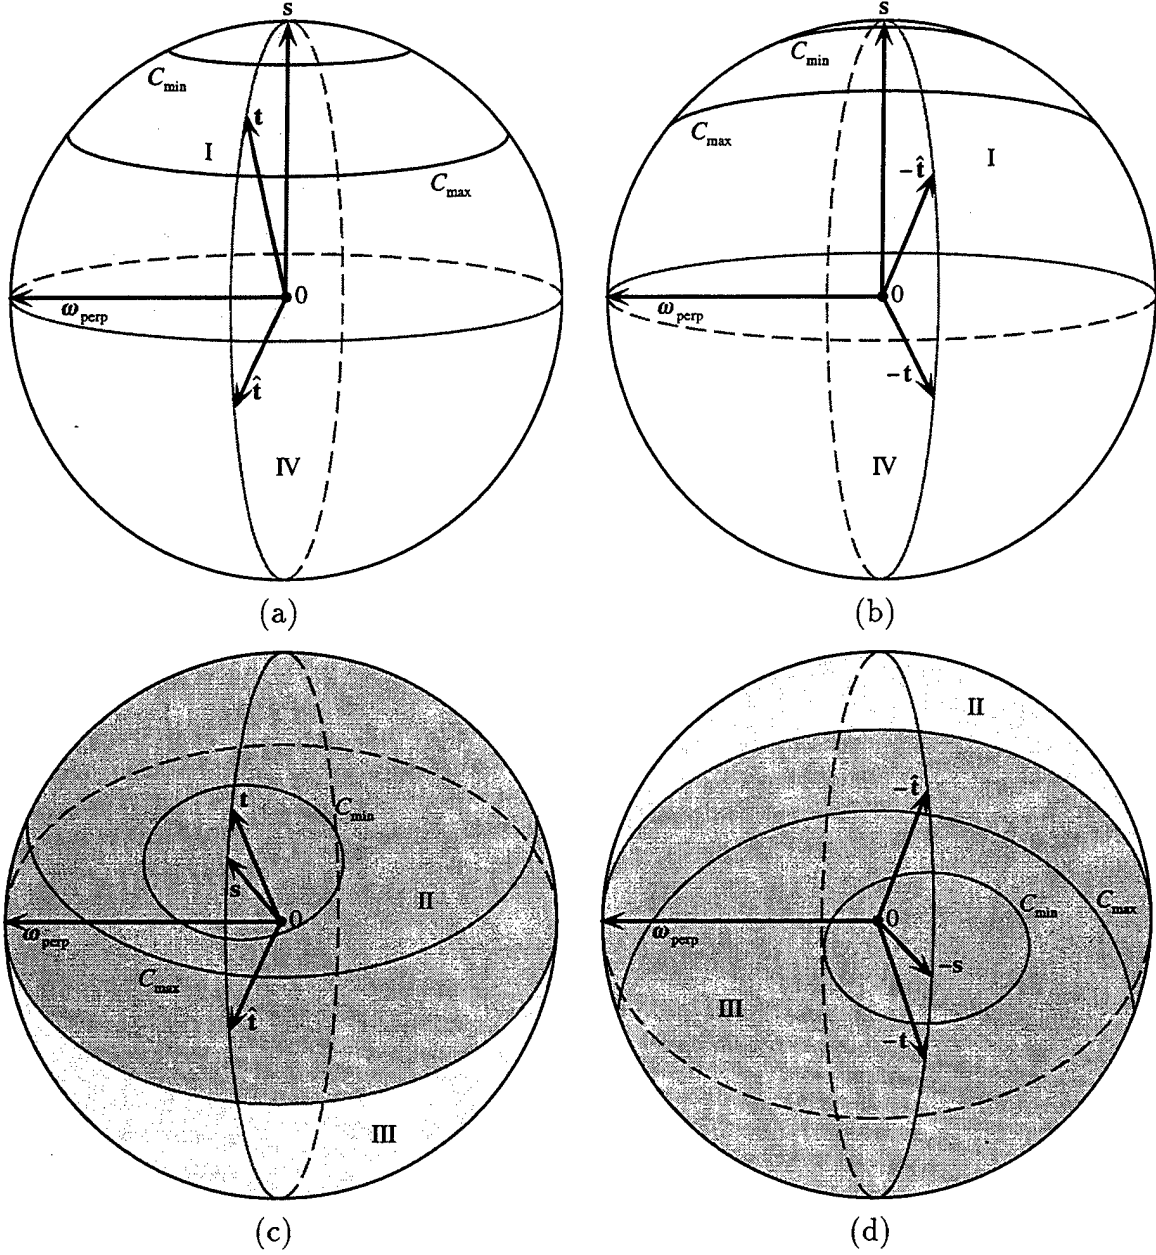 s
C_min
t
I
C_max
0
ω_perp
t̂
IV
(a)
s
C_min
C_max
I
−t̂
0
ω_perp
−t
IV
(b)
t
C_min
s
II
0
ω_perp
C_max
t̂
III
(c)
II
−t̂
C_min
C_max
0
ω_perp
−s
III
−t
(d)